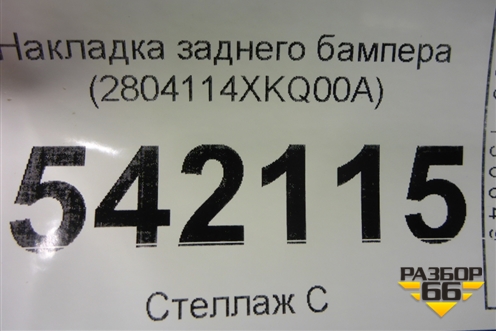 Накладка заднего бампера
(2804114XKQ00A)
542115
Стеллаж С
РАЗБОР
66